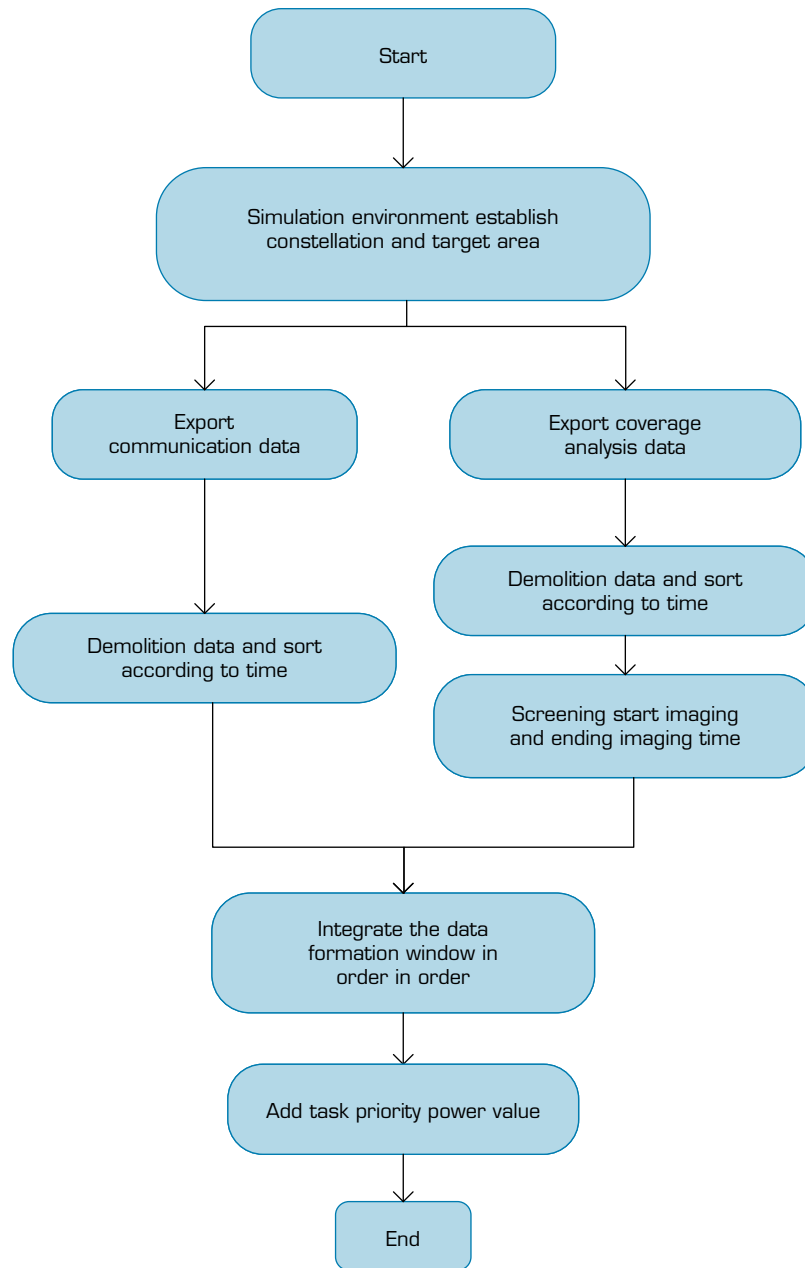 Start
Simulation environment establish
constellation and target area
Export
communication data
Export coverage
analysis data
Demolition data and sort
according to time
Demolition data and sort
according to time
Screening start imaging
and ending imaging time
Integrate the data
formation window in
order in order
Add task priority power value
End